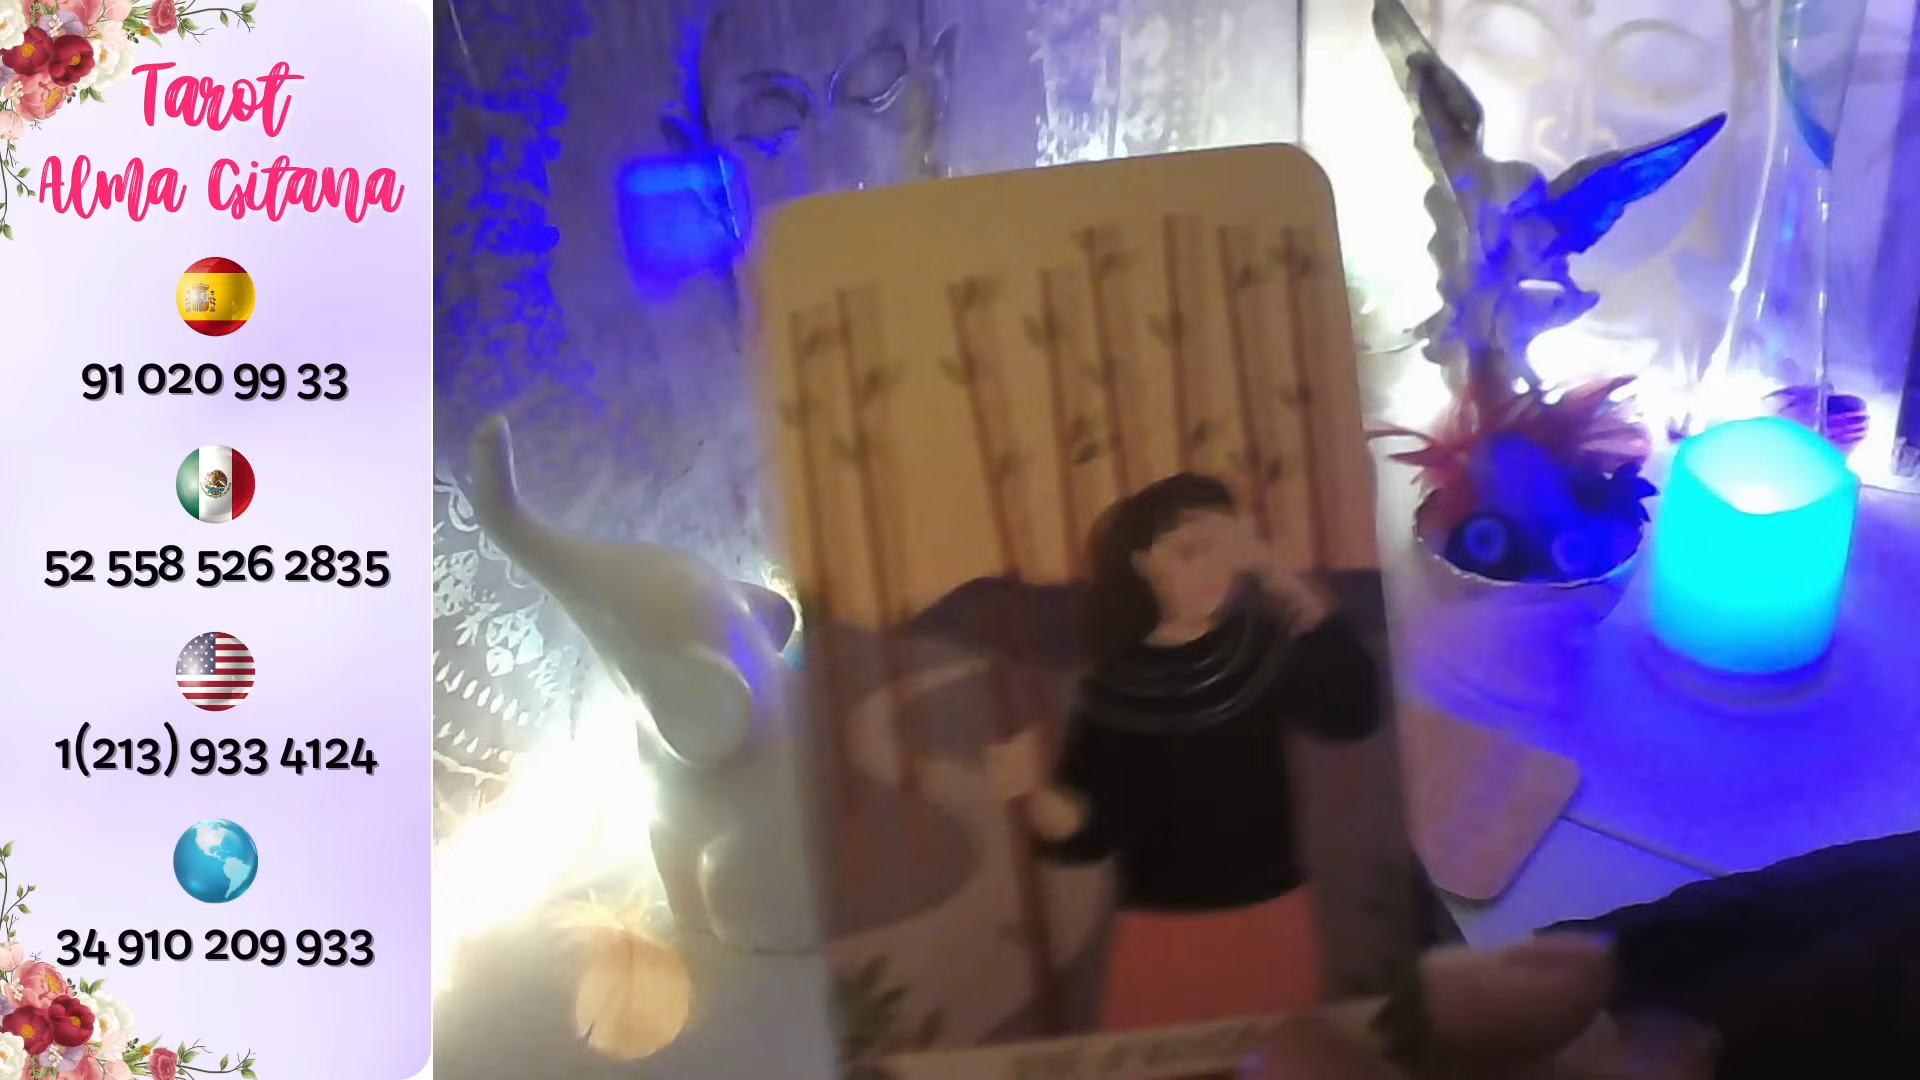 Tarot
Alma Gitana
91 020 99 33
52 558 526 2835
1(213) 933 4124
34 910 209 933